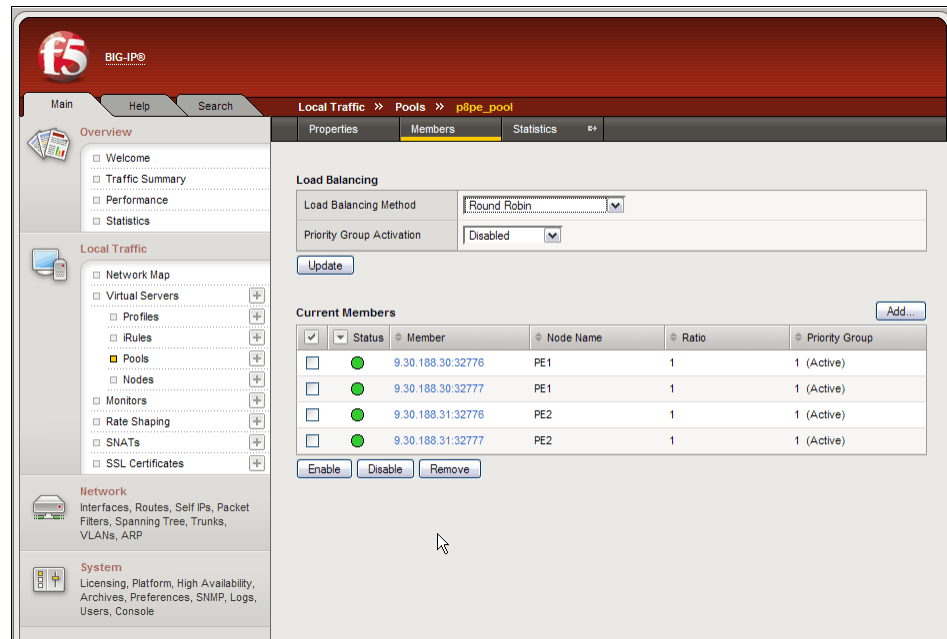 f5
BIG-IP®
Main
Help
Search
Local Traffic » Pools » p8pe_pool
Properties
Members
Statistics
Overview
Welcome
Traffic Summary
Performance
Statistics
Local Traffic
Network Map
Virtual Servers
Profiles
iRules
Pools
Nodes
Monitors
Rate Shaping
SNATs
SSL Certificates
Network
Interfaces, Routes, Self IPs, Packet
Filters, Spanning Tree, Trunks,
VLANs, ARP
System
Licensing, Platform, High Availability,
Archives, Preferences, SNMP, Logs,
Users, Console
Load Balancing
Load Balancing Method Round Robin
Priority Group Activation Disabled
Update
Current Members
Add...
Status Member Node Name Ratio Priority Group
9.30.188.30:32776 PE1 1 1 (Active)
9.30.188.30:32777 PE1 1 1 (Active)
9.30.188.31:32776 PE2 1 1 (Active)
9.30.188.31:32777 PE2 1 1 (Active)
Enable Disable Remove